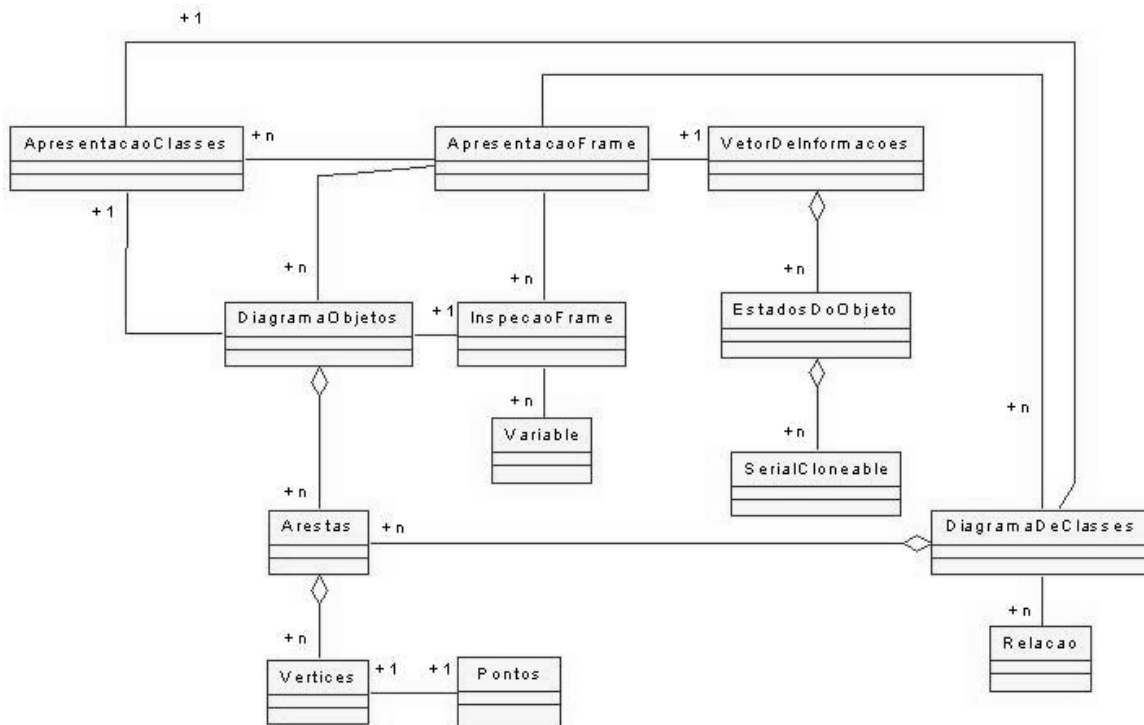 + 1
ApresentacaoClasses
+ n
ApresentacaoFrame
+ 1
VetorDeInformacoes
+ 1
+ n
+ n
+ n
DiagramaObjetos
+ 1
InspecaoFrame
EstadosDoObjeto
+ n
+ n
Variable
+ n
SerialCloneable
+ n
Arestas
+ n
DiagramaDeClasses
+ n
+ n
Relacao
Vertices
+ 1
+ 1
Pontos